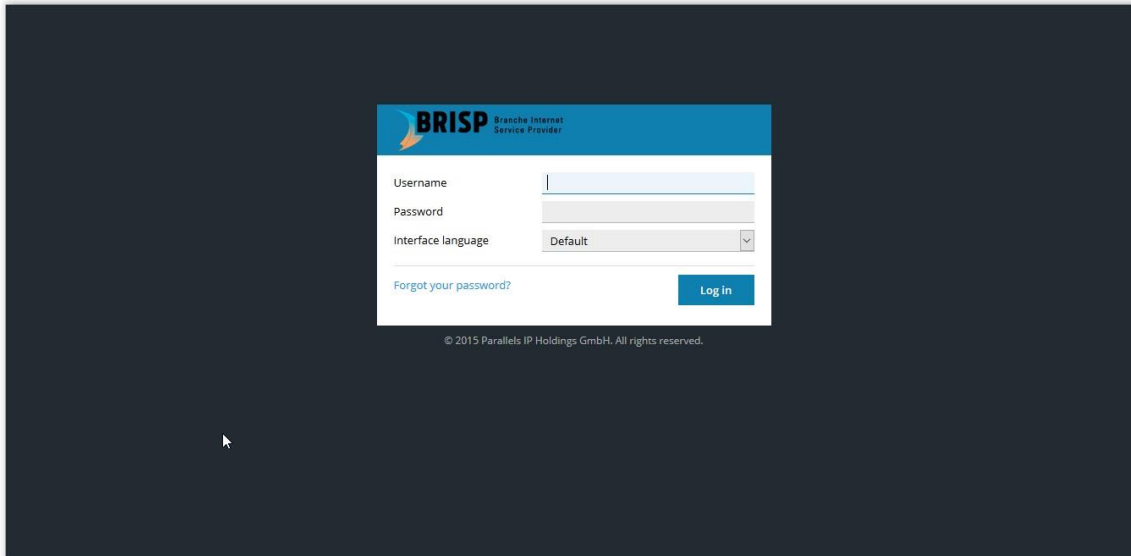 BRISP Branche Internet
Service Provider
Username
Password
Interface language Default
Forgot your password? Log in
© 2015 Parallels IP Holdings GmbH. All rights reserved.